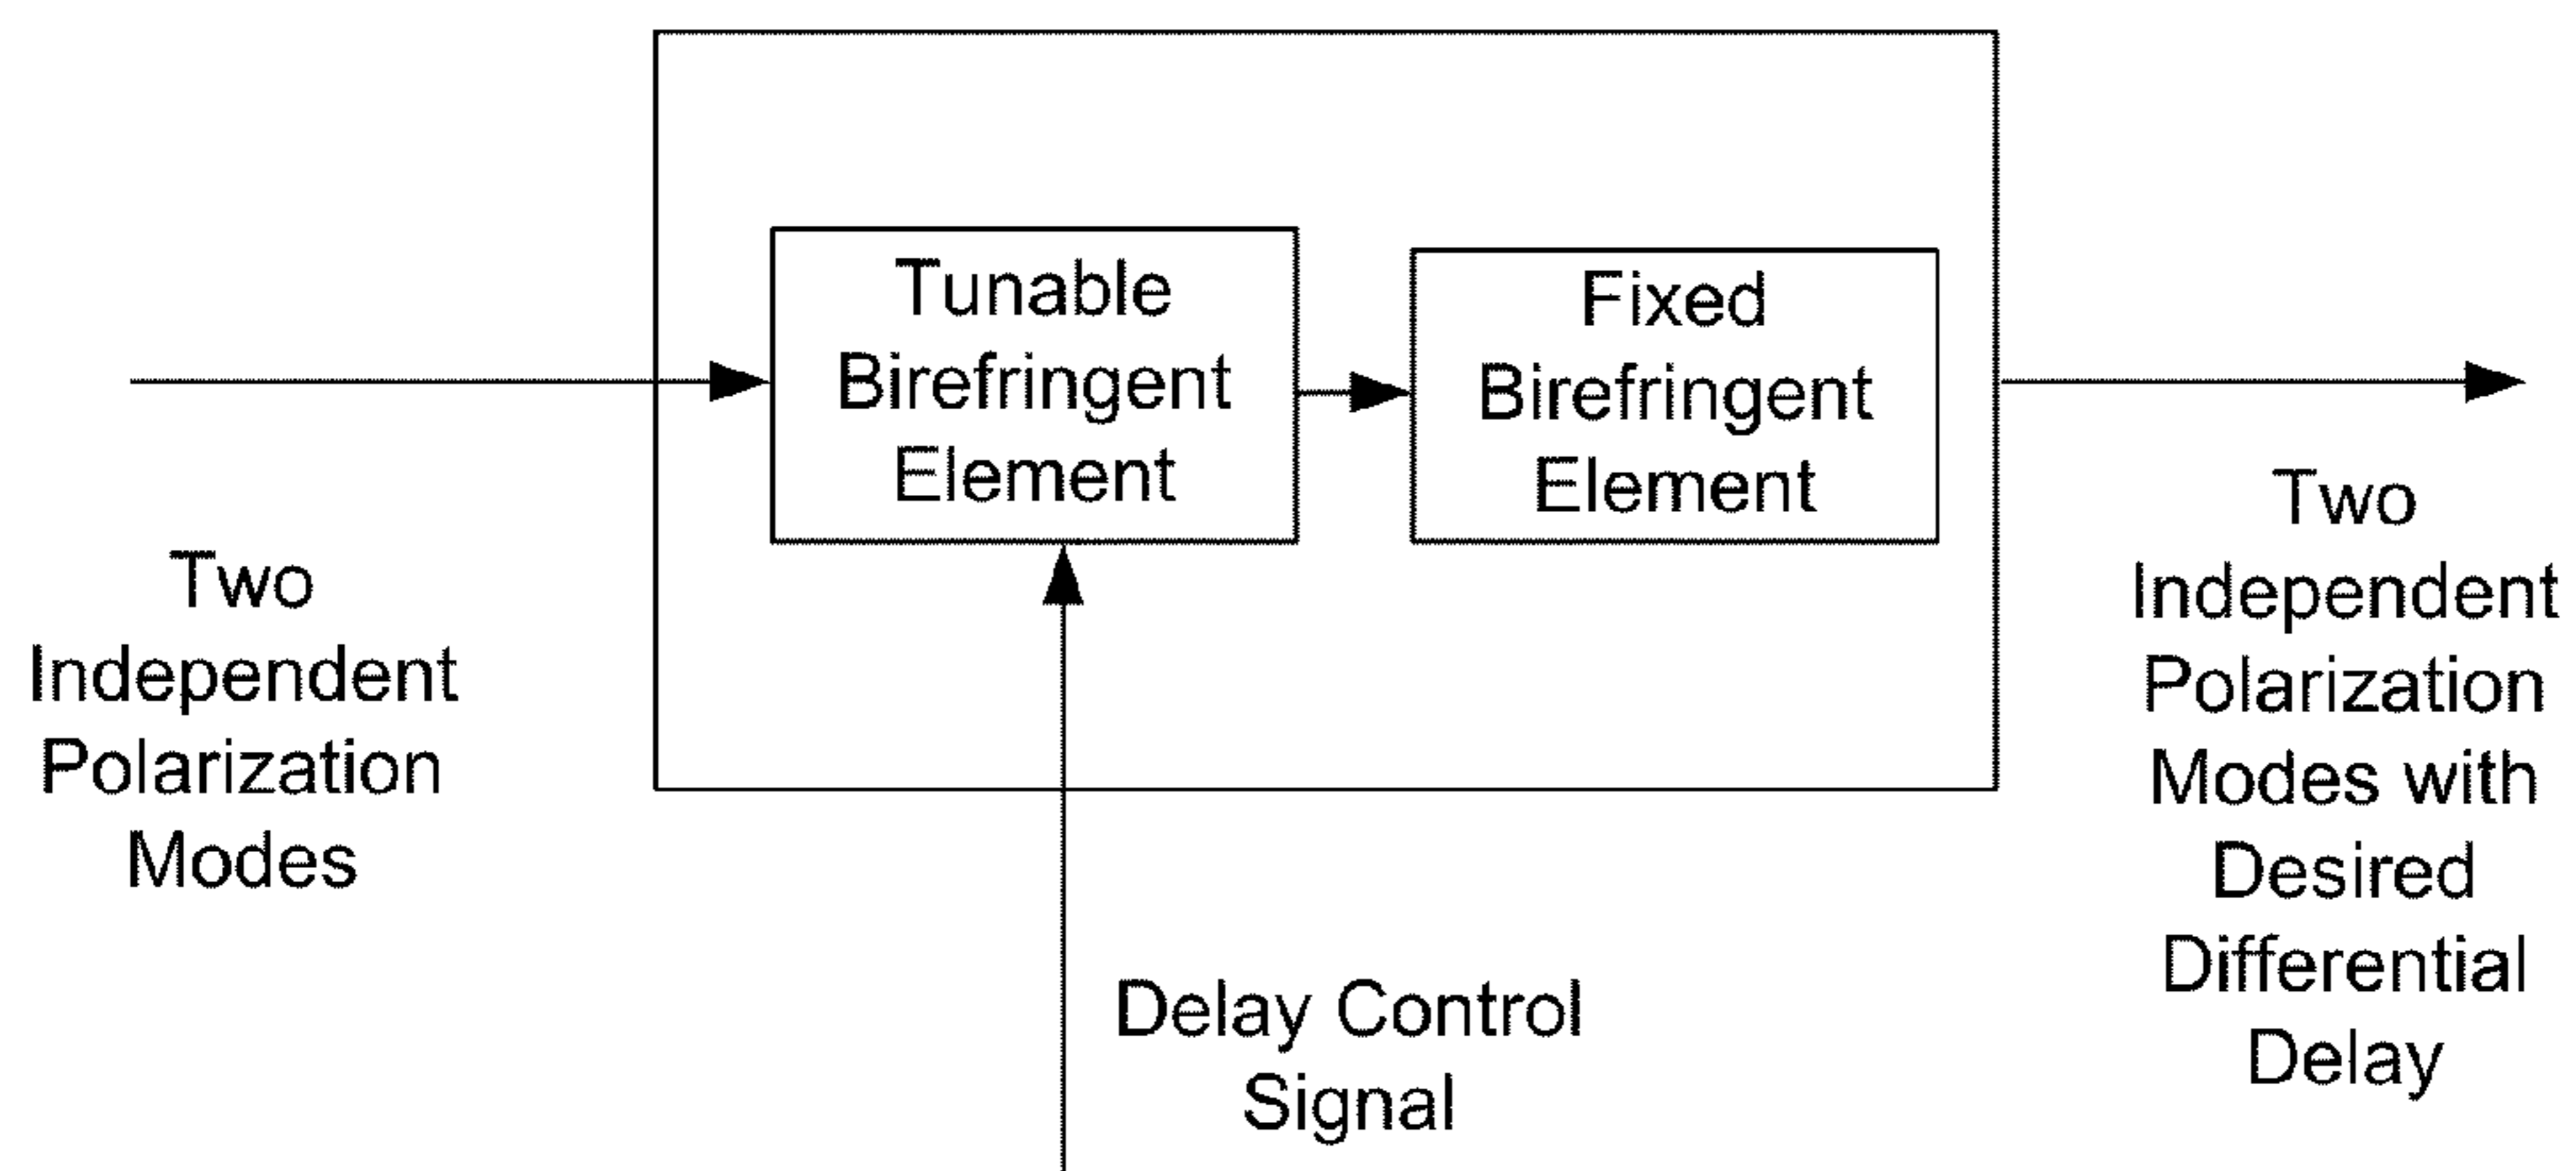 Tunable
Birefringent
Element
Fixed
Birefringent
Element
Two
Independent
Polarization
Modes
Two
Independent
Polarization
Modes with
Desired
Differential
Delay
Delay Control
Signal